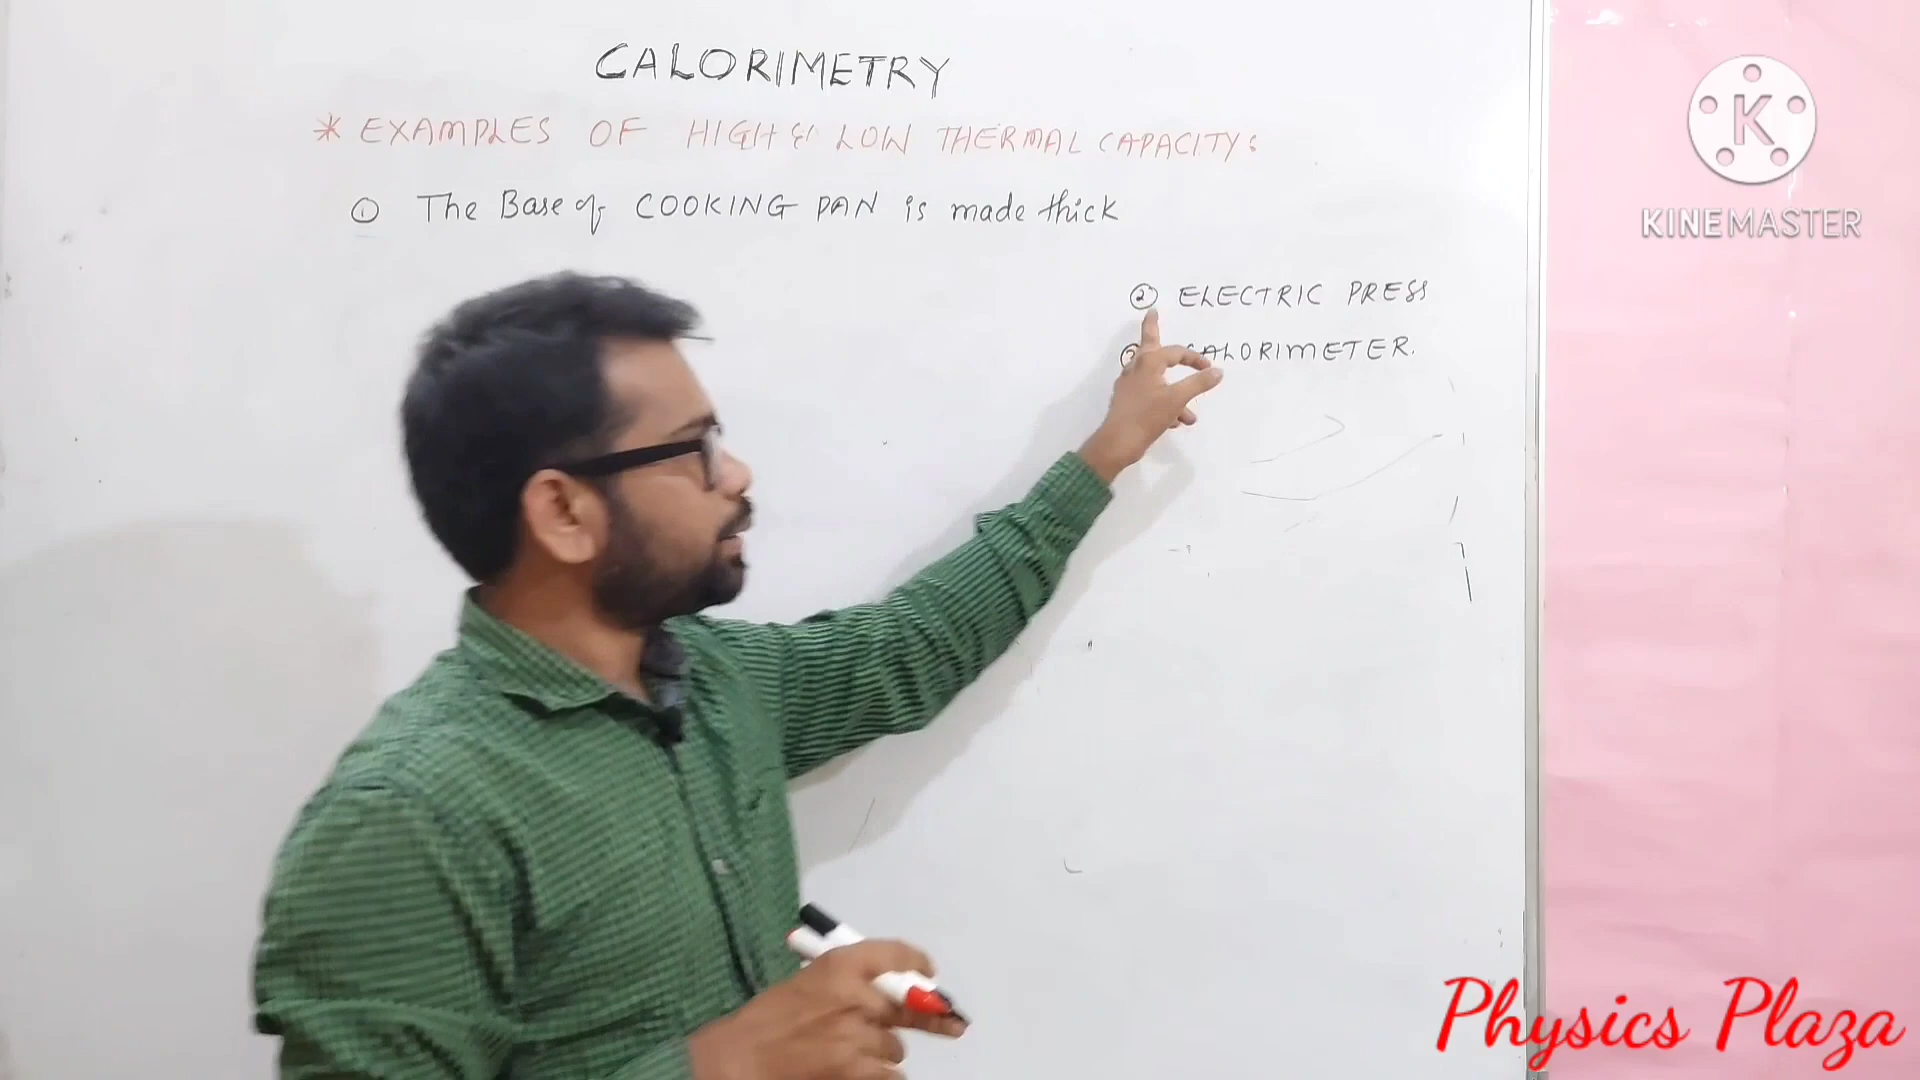 CALORIMETRY
* EXAMPLES OF HIGH & LOW THERMAL CAPACITY:
① The Base of COOKING PAN is made thick
② ELECTRIC PRESS
CALORIMETER.
K
KINEMASTER
Physics Plaza